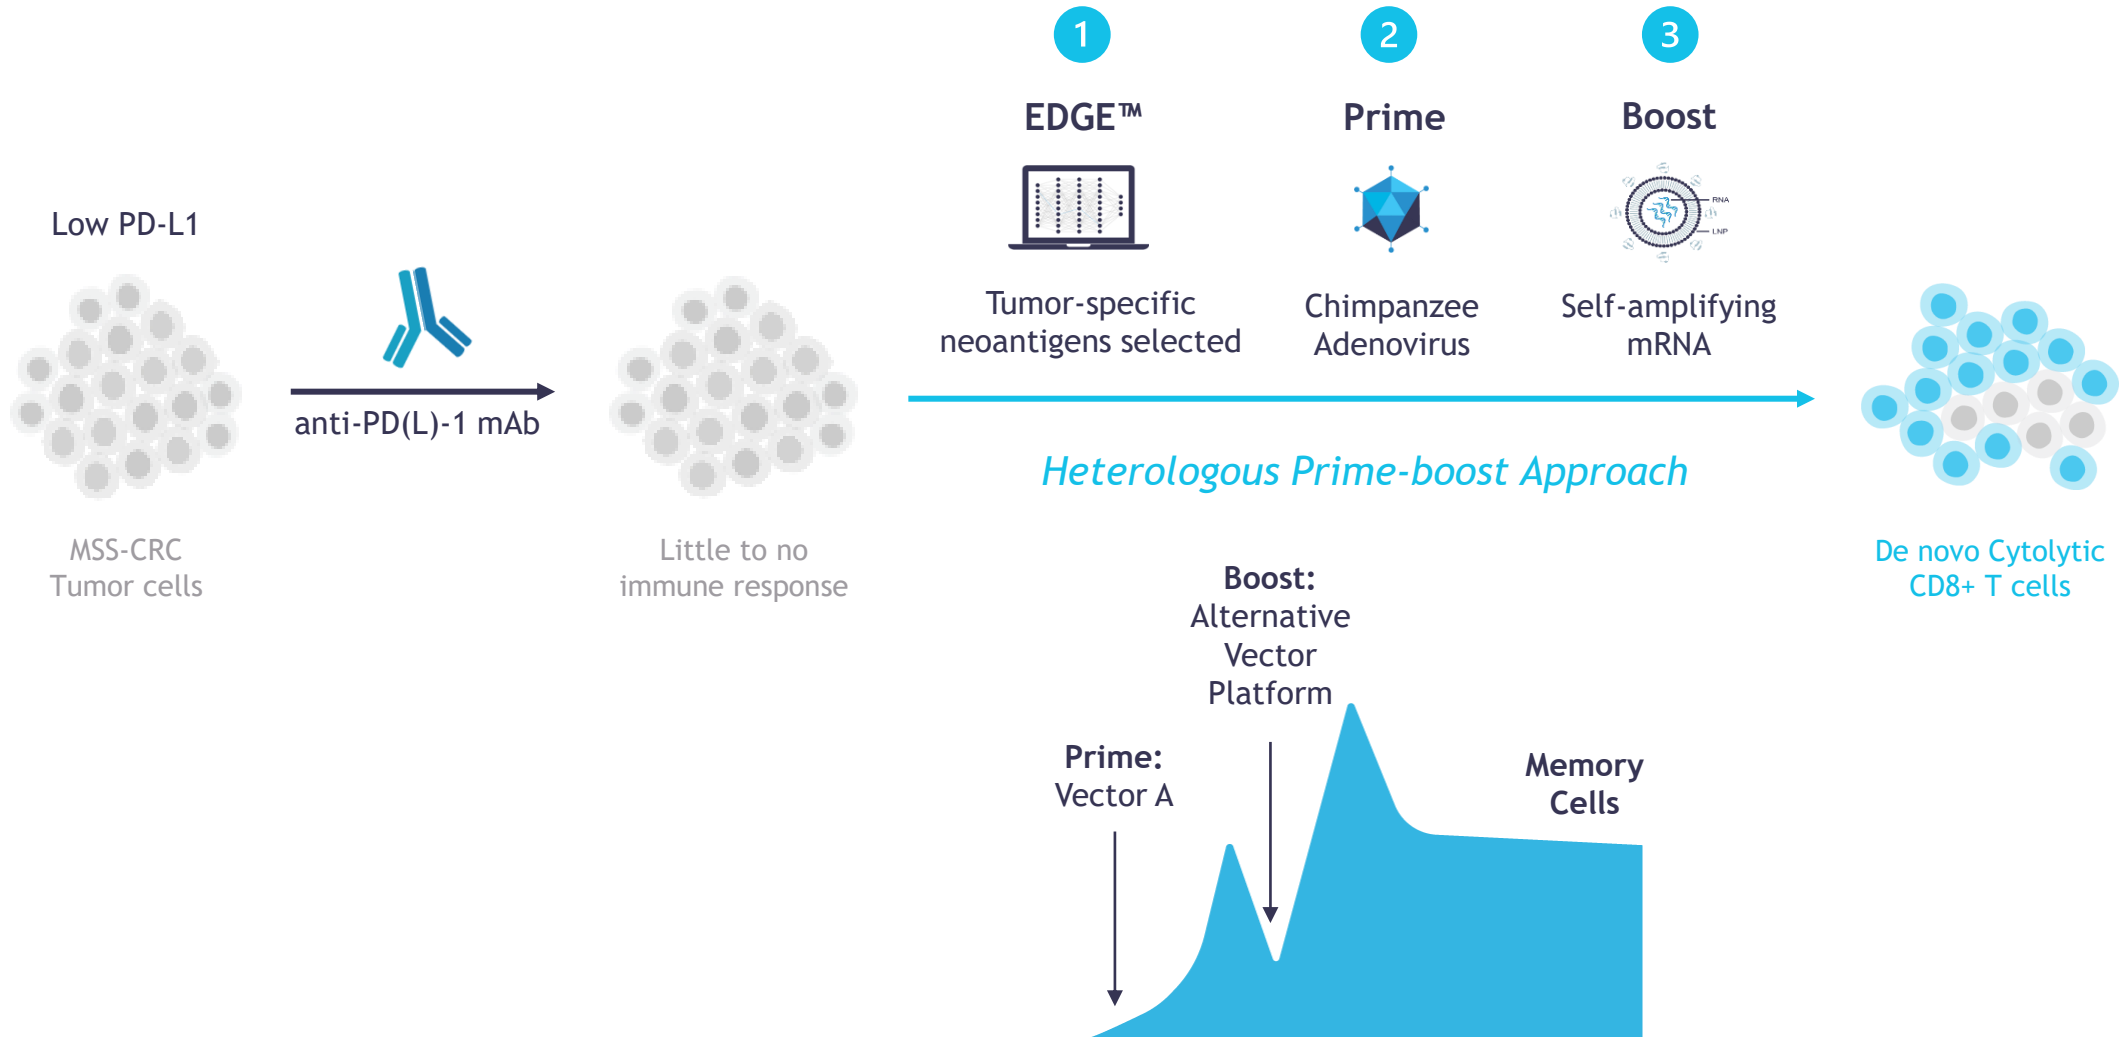 Low PD-L1
anti-PD(L)-1 mAb
MSS-CRC
Tumor cells
Little to no
immune response
1
EDGE™
Tumor-specific
neoantigens selected
2
Prime
Chimpanzee
Adenovirus
3
Boost
RNA
LNP
Self-amplifying
mRNA
Heterologous Prime-boost Approach
De novo Cytolytic
CD8+ T cells
Prime:
Vector A
Boost:
Alternative
Vector
Platform
Memory
Cells